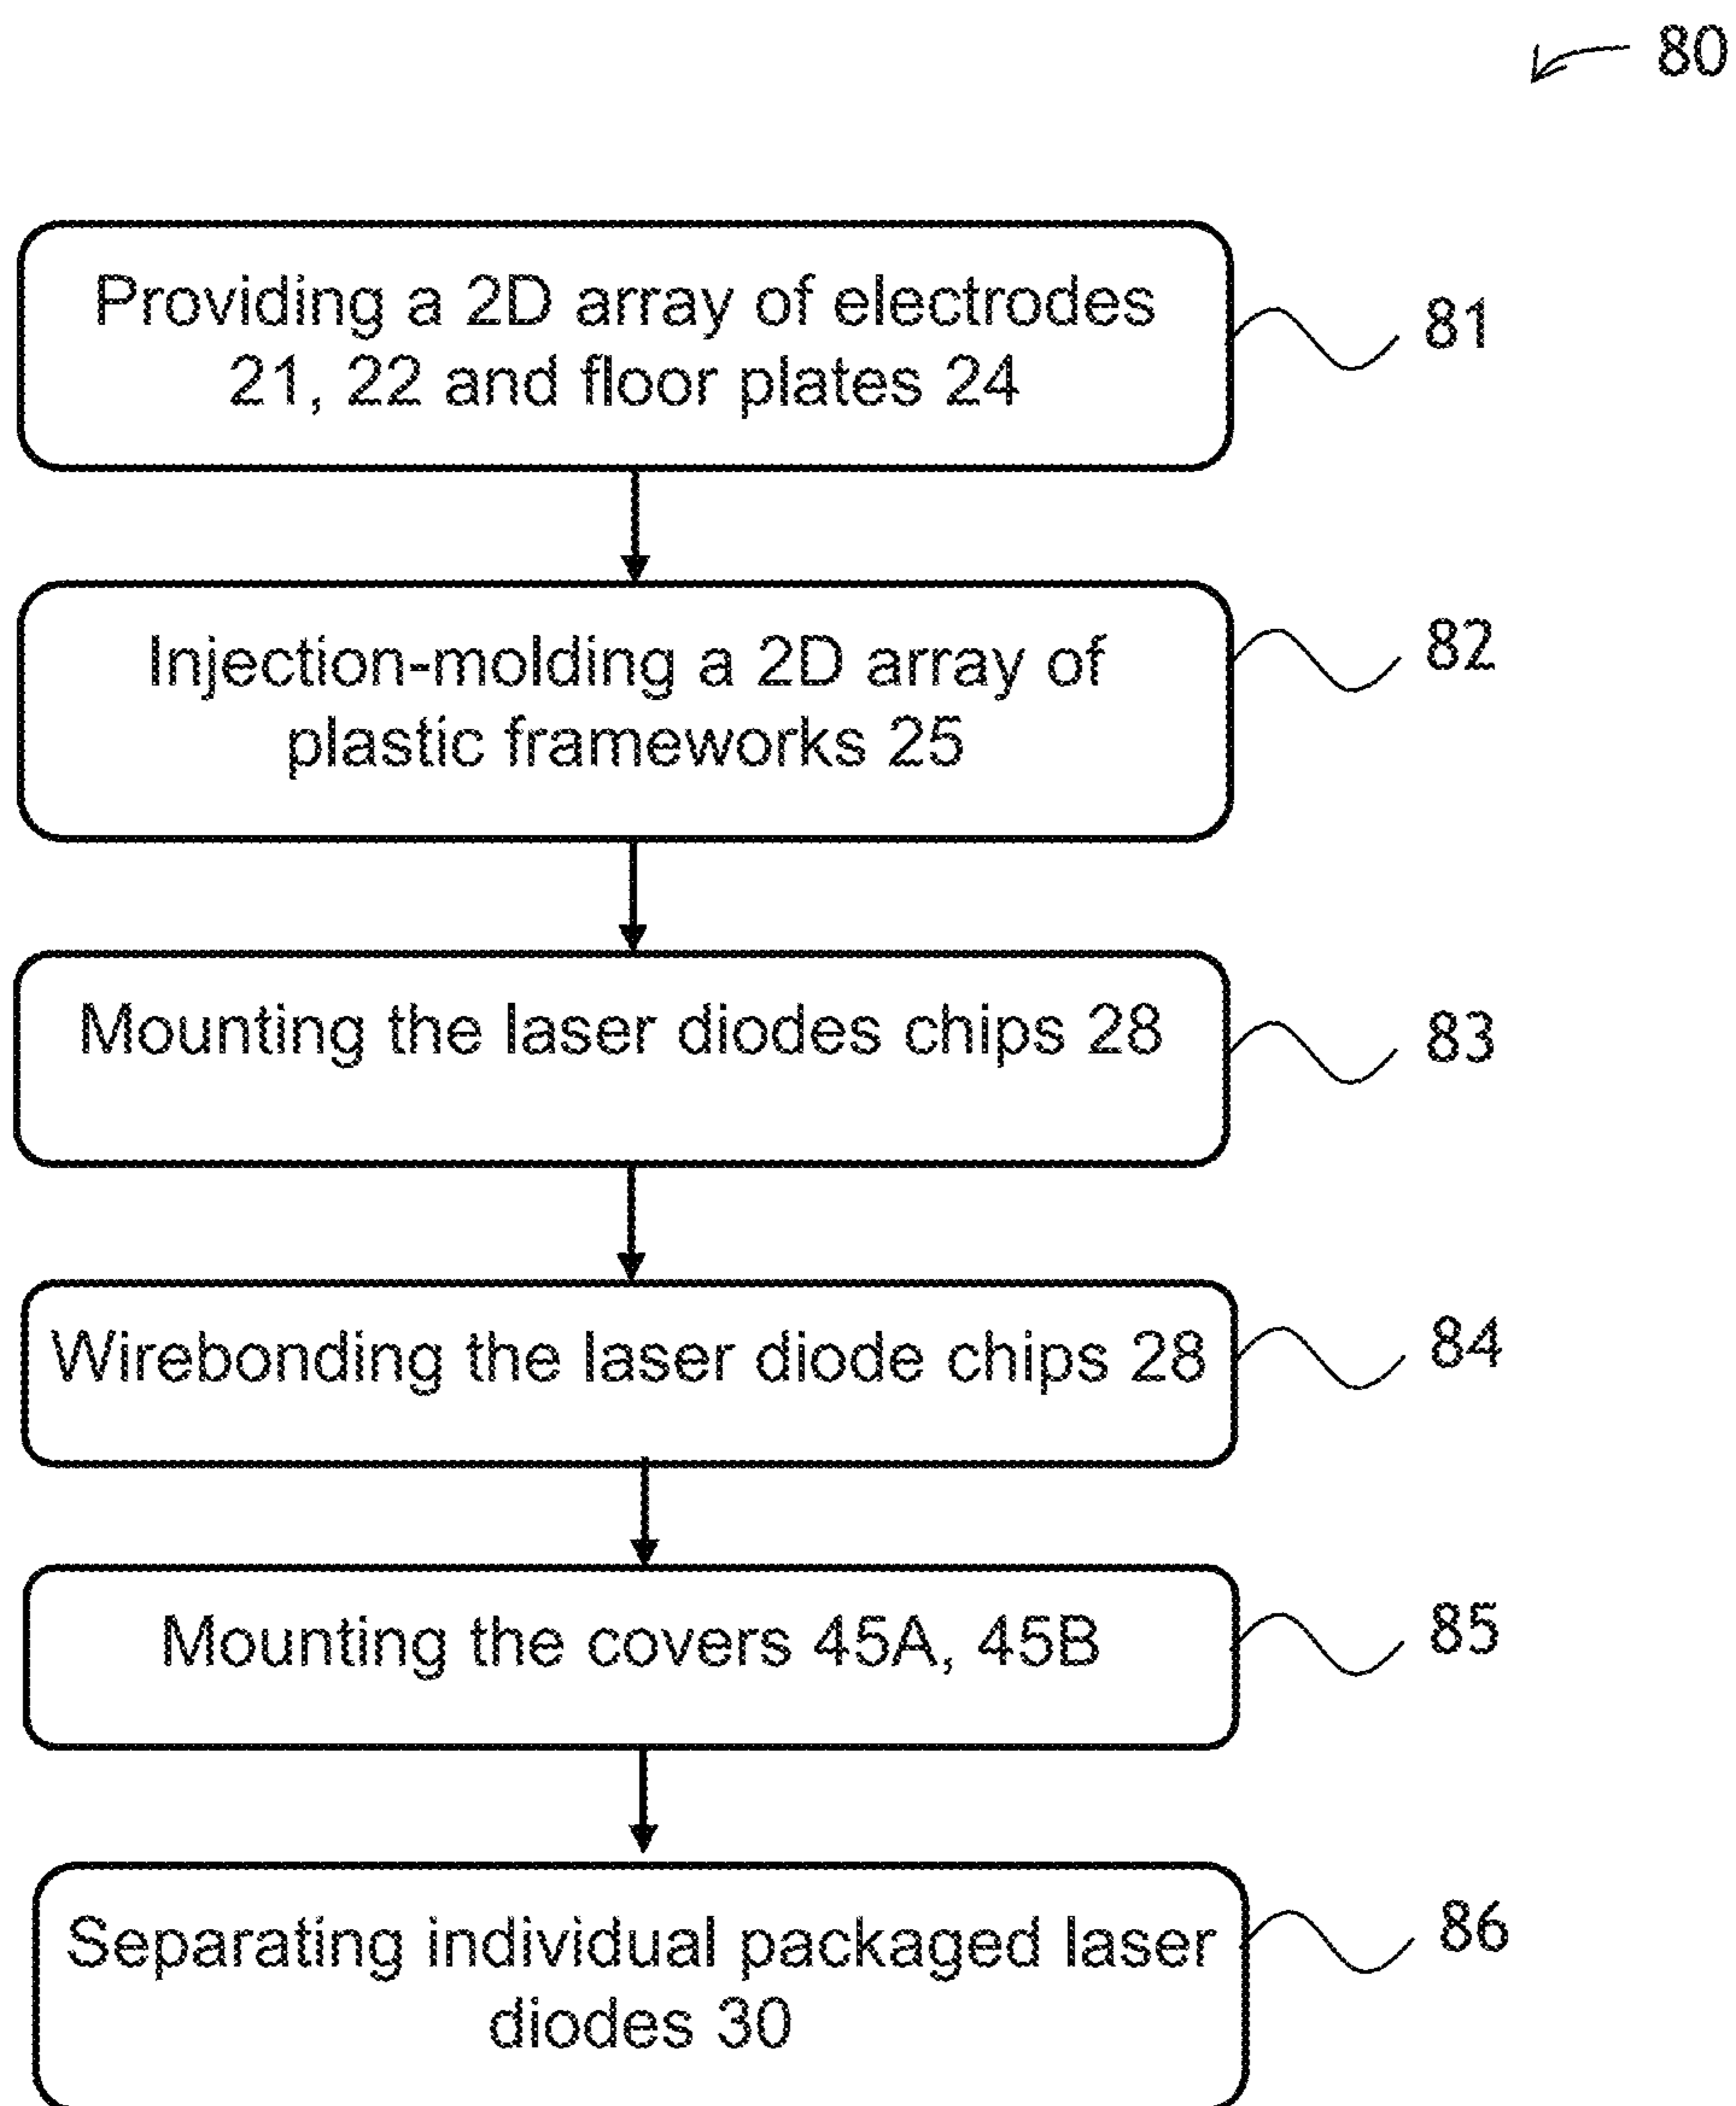 80
Providing a 2D array of electrodes
21, 22 and floor plates 24
81
Injection-molding a 2D array of
plastic frameworks 25
82
Mounting the laser diodes chips 28
83
Wirebonding the laser diode chips 28
84
Mounting the covers 45A, 45B
85
Separating individual packaged laser
diodes 30
86